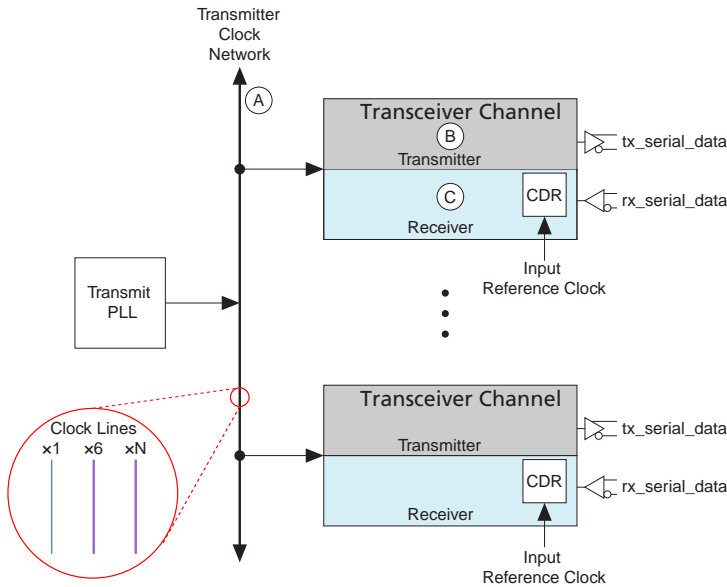 Transmitter
Clock
Network
A
Transceiver Channel
B
Transmitter
tx_serial_data
C
CDR
rx_serial_data
Receiver
Input
Reference Clock
Transmit
PLL
Transceiver Channel
Transmitter
tx_serial_data
CDR
rx_serial_data
Receiver
Input
Reference Clock
Clock Lines
×1 ×6 ×N